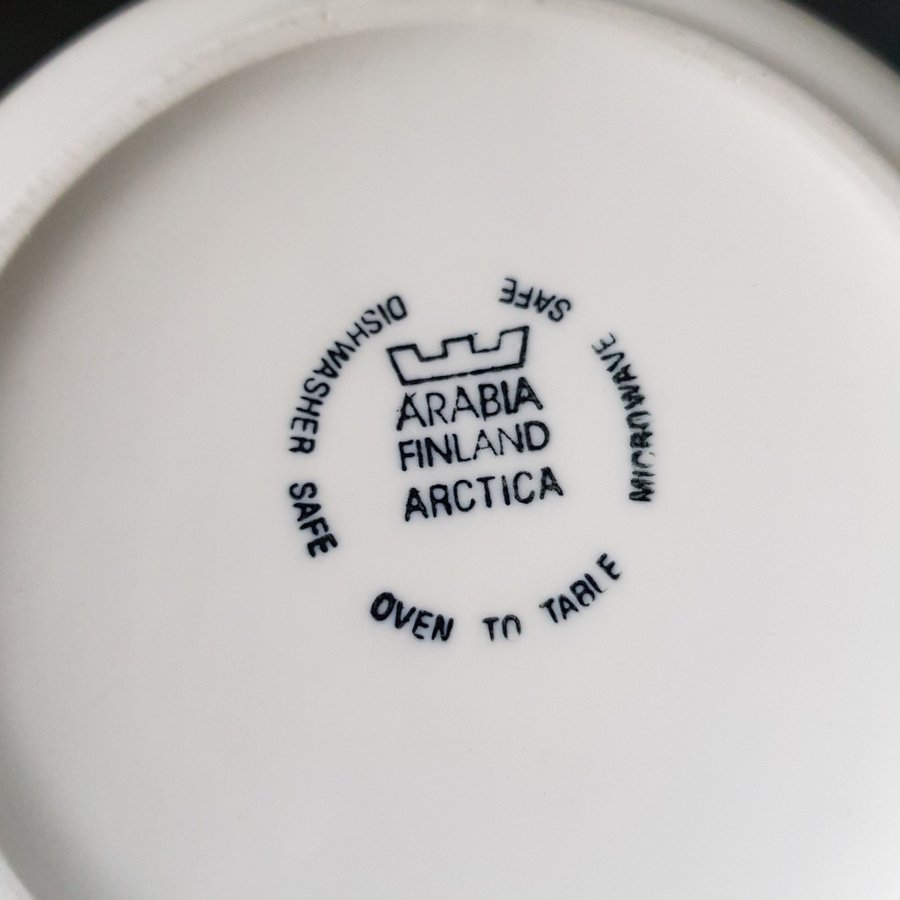 ARABIA
FINLAND
ARCTICA
DISHWASHER SAFE
OVEN TO TABLE
MICROWAVE SAFE